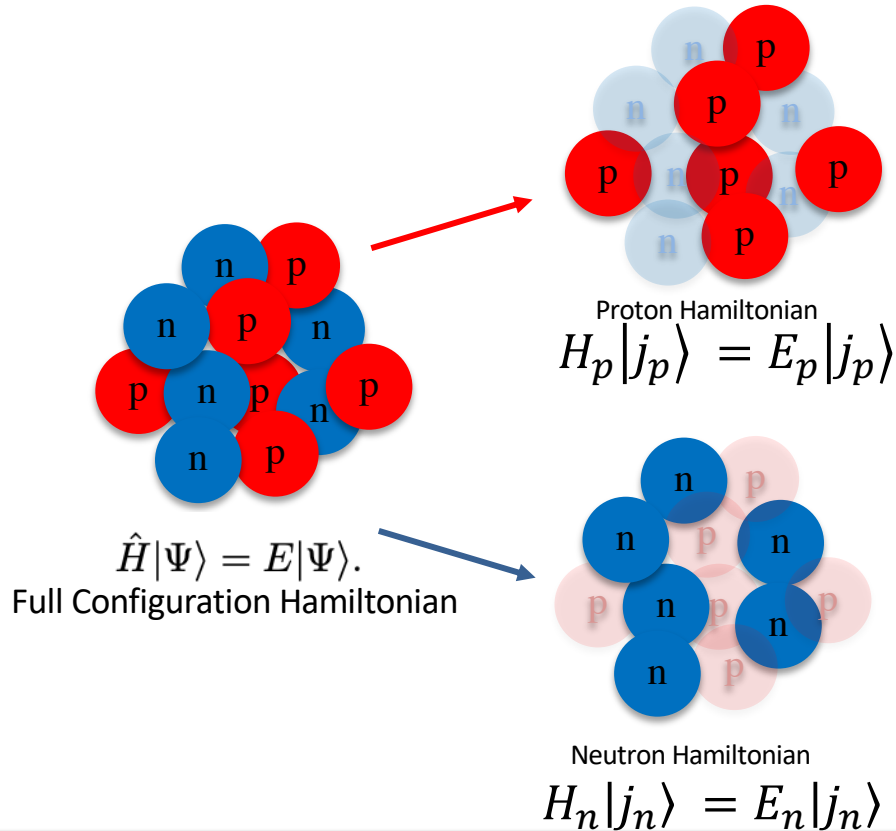 n
p
n
p
n
p
n
p
n
p
n
p
Ĥ|Ψ⟩ = E|Ψ⟩.
Full Configuration Hamiltonian
n
p
p
n
n
p
n
p
n
p
n
p
Proton Hamiltonian
H_p|j_p⟩ = E_p|j_p⟩
n
p
n
p
n
p
n
p
n
p
n
p
Neutron Hamiltonian
H_n|j_n⟩ = E_n|j_n⟩